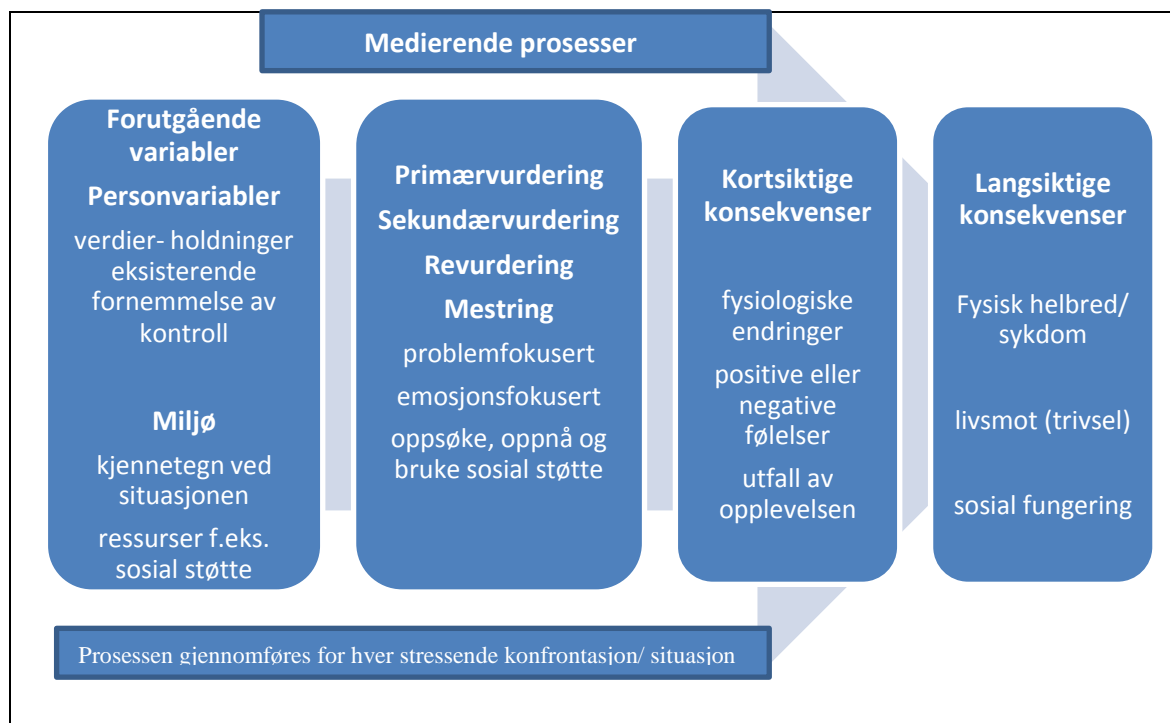 Medierende prosesser
Forutgående
variabler
Personvariabler
verdier- holdninger
eksisterende
fornemmelse av
kontroll
Miljø
kjennetegn ved
situasjonen
ressurser f.eks.
sosial støtte
Primærvurdering
Sekundærvurdering
Revurdering
Mestring
problemfokusert
emosjonsfokusert
oppsøke, oppnå og
bruke sosial støtte
Kortsiktige
konsekvenser
fysiologiske
endringer
positive eller
negative
følelser
utfall av
opplevelsen
Langsiktige
konsekvenser
Fysisk helbred/
sykdom
livsmot (trivsel)
sosial fungering
Prosessen gjennomføres for hver stressende konfrontasjon/ situasjon